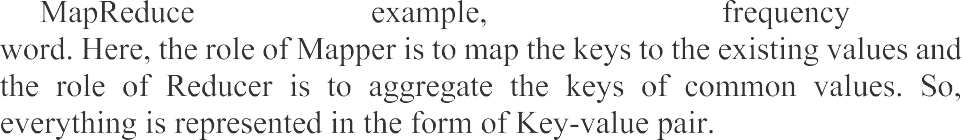 MapReduce example, frequency
word. Here, the role of Mapper is to map the keys to the existing values and
the role of Reducer is to aggregate the keys of common values. So,
everything is represented in the form of Key-value pair.